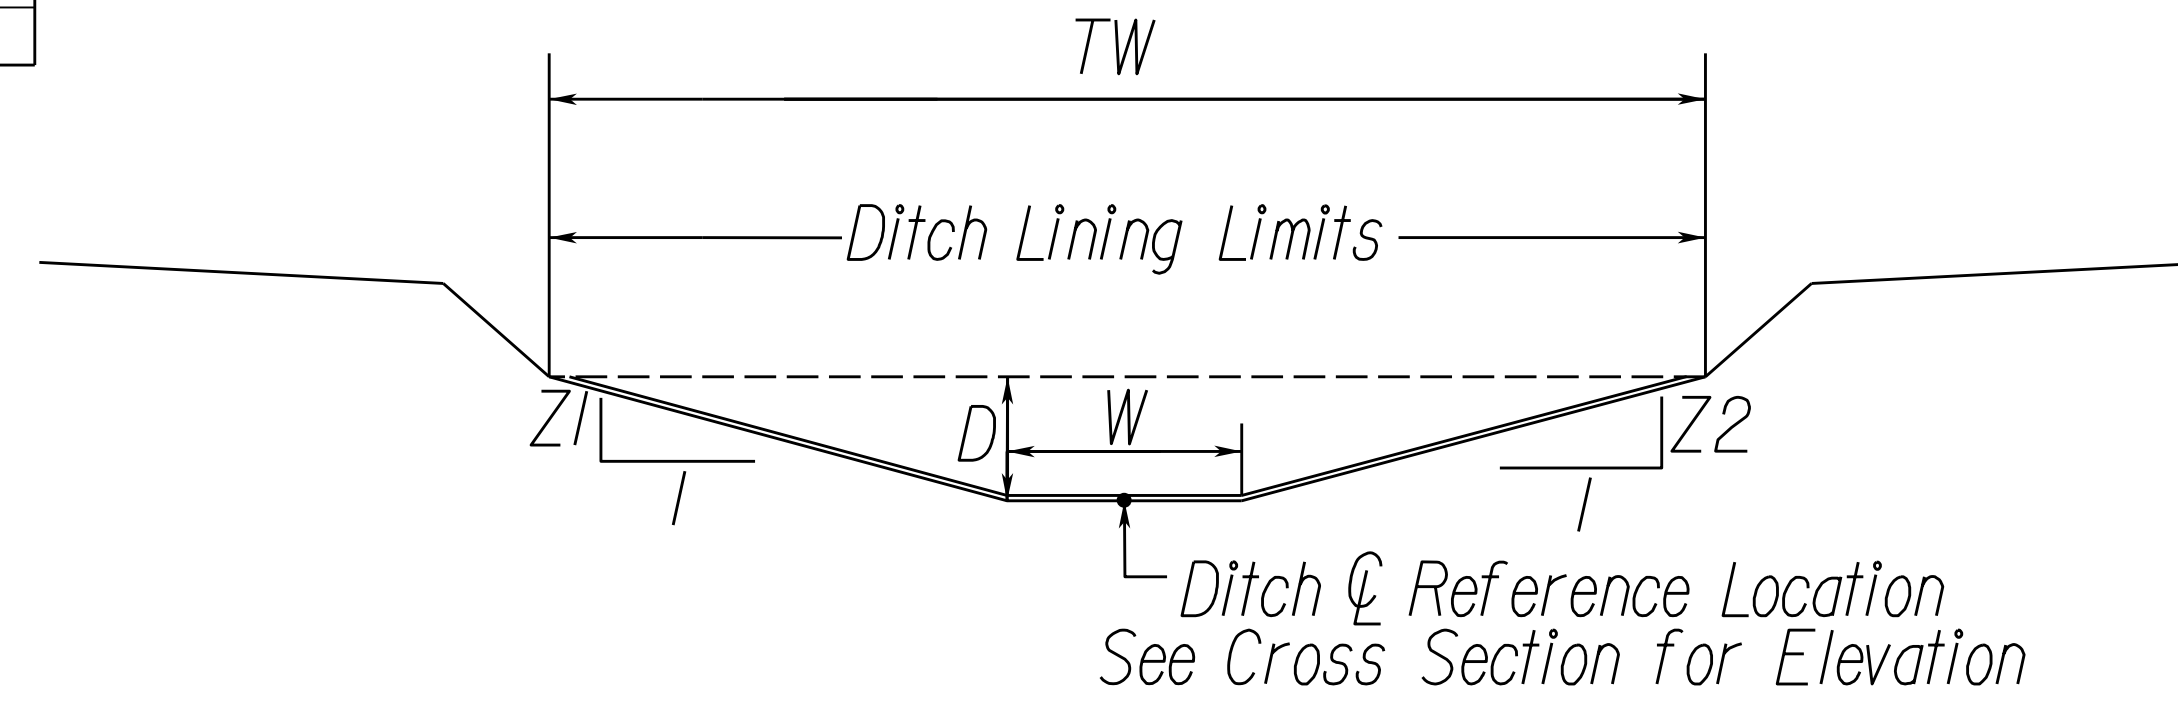 TW
Ditch Lining Limits
Z1
D
W
Z2
1
1
Ditch ℄ Reference Location
See Cross Section for Elevation